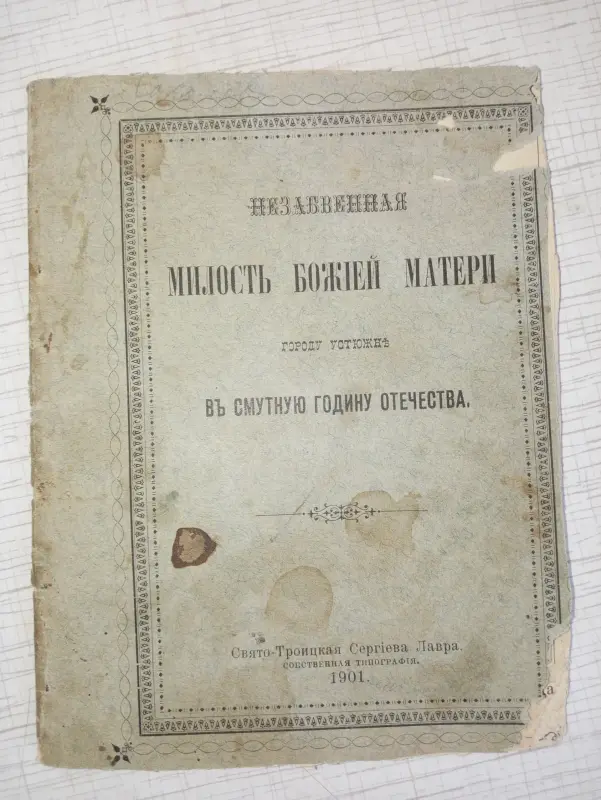 НЕЗАБВЕННАЯ
МИЛОСТЬ БОЖІЕЙ МАТЕРИ
ГОРОДУ УСТЮЖНѢ
ВЪ СМУТНУЮ ГОДИНУ ОТЕЧЕСТВА.
Свято-Троицкая Сергіева Лавра.
СОБСТВЕННАЯ ТИПОГРАФІЯ.
1901.